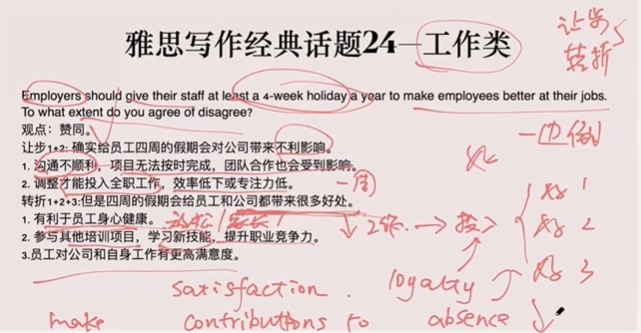 雅思写作经典话题24—工作类
让步
转折
Employers should give their staff at least a 4-week holiday a year to make employees better at their jobs.
To what extent do you agree of disagree?
观点：赞同。
一边倒
让步1+2：确实给员工四周的假期会对公司带来不利影响。
1. 沟通不顺利，项目无法按时完成，团队合作也会受到影响。
2. 调整才能投入全职工作，效率低下或专注力低。
一周
转折1+2+3:但是四周的假期会给员工和公司都带来很多好处。
好 1
1. 有利于员工身心健康。
工作 → 投入
好 2
2. 参与其他培训项目，学习新技能，提升职业竞争力。
3.员工对公司和自身工作有更高满意度。
好 3
satisfaction. loyalty
make contributions to absence